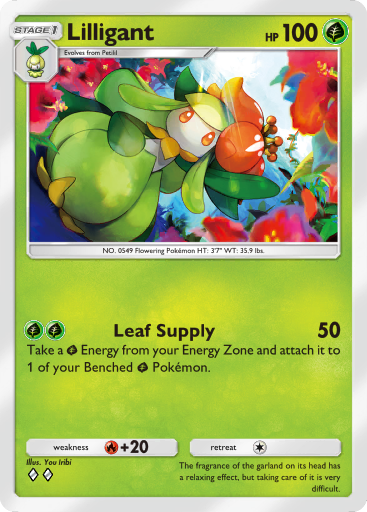 STAGE 1
Lilligant
HP 100
Evolves from Petilil
NO. 0549 Flowering Pokémon HT: 3'7" WT: 35.9 lbs.
Leaf Supply 50
Take a Energy from your Energy Zone and attach it to
1 of your Benched Pokémon.
weakness +20 retreat
Illus. You Iribi
The fragrance of the garland on its head has
a relaxing effect, but taking care of it is very
difficult.